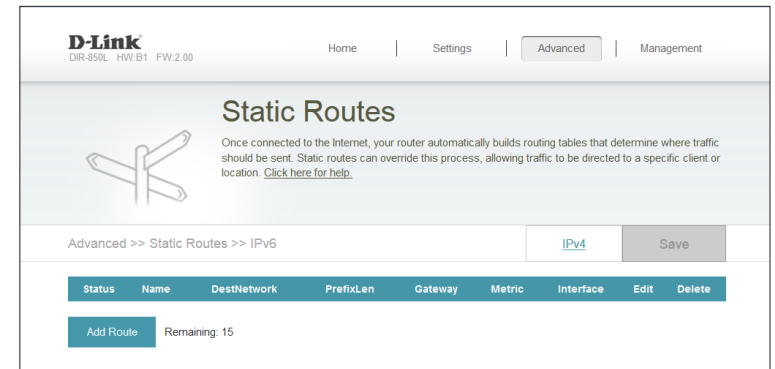 D-Link
DIR-850L HW:B1 FW:2.00
Home | Settings | Advanced | Management
Static Routes
Once connected to the Internet, your router automatically builds routing tables that determine where traffic
should be sent. Static routes can override this process, allowing traffic to be directed to a specific client or
location. Click here for help.
Advanced >> Static Routes >> IPv6
IPv4
Save
Status Name DestNetwork PrefixLen Gateway Metric Interface Edit Delete
Add Route
Remaining: 15